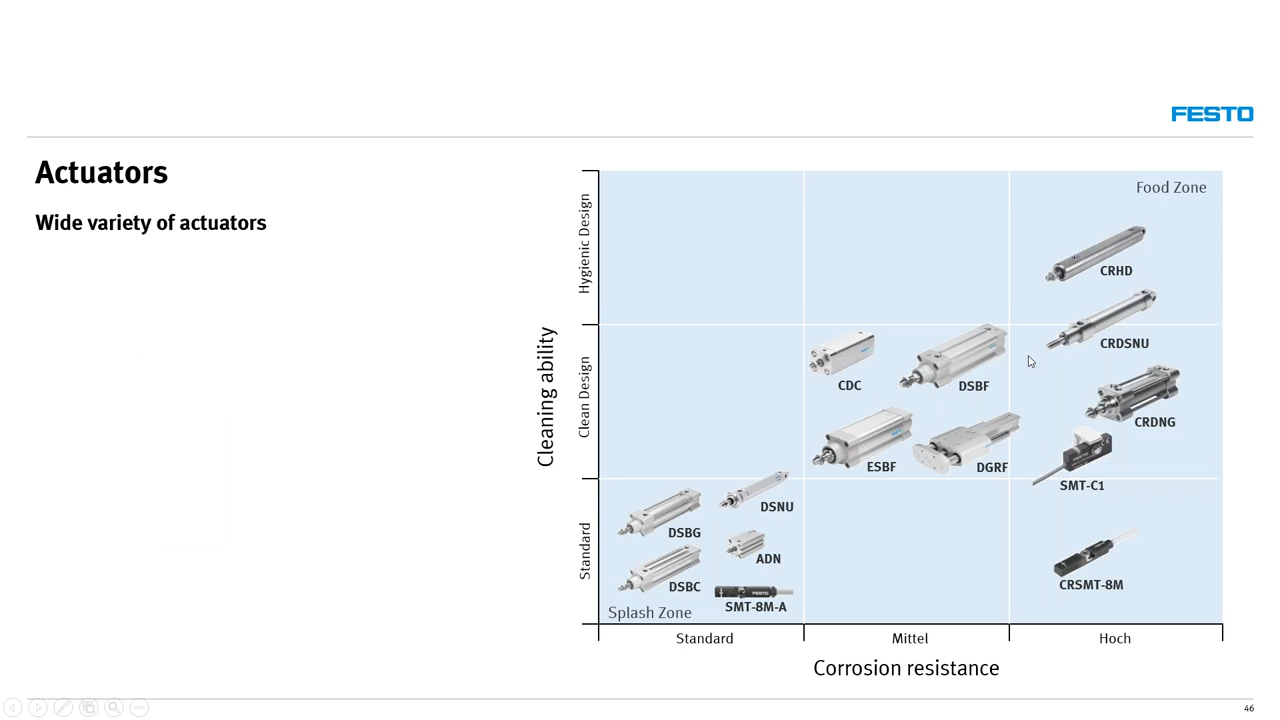 FESTO
Actuators
Wide variety of actuators
Cleaning ability
Hygienic Design
Clean Design
Standard
Food Zone
CRHD
CRDSNU
CDC
DSBF
CRDNG
ESBF
DGRF
SMT-C1
DSNU
DSBG
ADN
DSBC
CRSMT-8M
SMT-8M-A
Splash Zone
Standard
Mittel
Hoch
Corrosion resistance
46